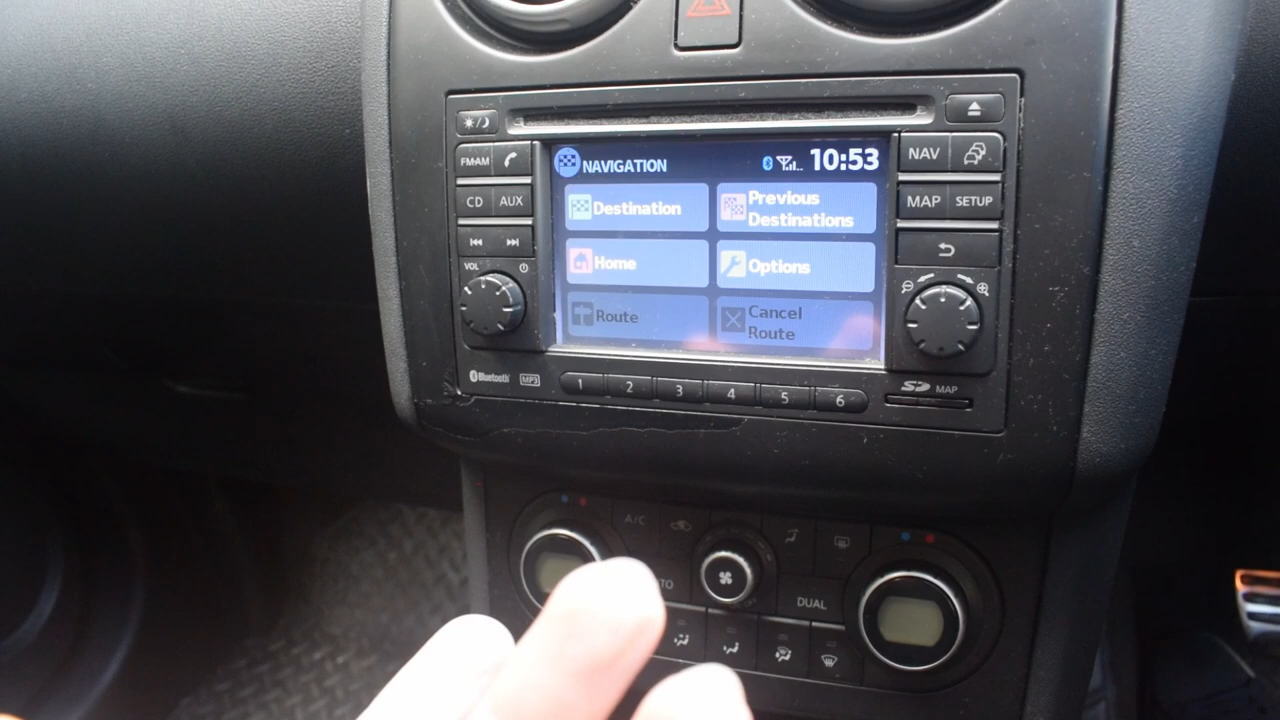 FM·AM
CD AUX
VOL
Bluetooth
MP3
NAVIGATION
10:53
Destination
Previous
Destinations
Home
Options
Route
Cancel
Route
1 2 3 4 5 6
NAV
MAP SETUP
SD MAP
A/C
DUAL